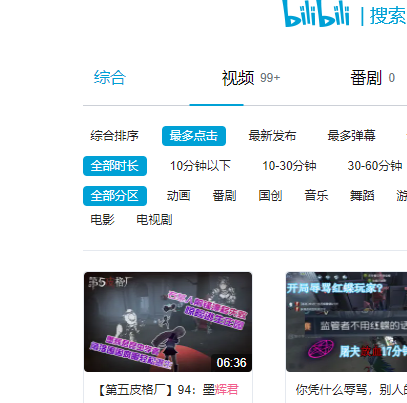 bilibili | 搜索
综合 视频 99+ 番剧 0
综合排序 最多点击 最新发布 最多弹幕
全部时长 10分钟以下 10-30分钟 30-60分钟
全部分区 动画 番剧 国创 音乐 舞蹈 游
电影 电视剧
第5 格厂
06:36
开局辱骂红蝶玩家?
监管者不用红蝶的话
屠夫 17分钟
【第五皮格厂】94：墨辉君
你凭什么辱骂，别人